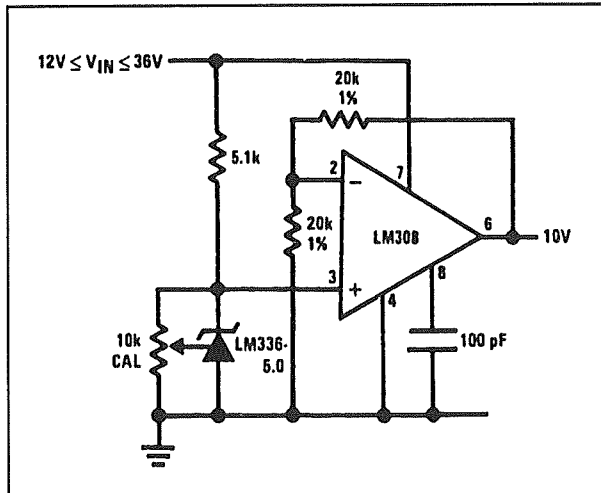 12V ≤ VIN ≤ 36V
20k
1%
5.1k
2
−
7
20k
1%
LM308
6
10V
3
+
4
8
10k
CAL
LM336-
5.0
100 pF